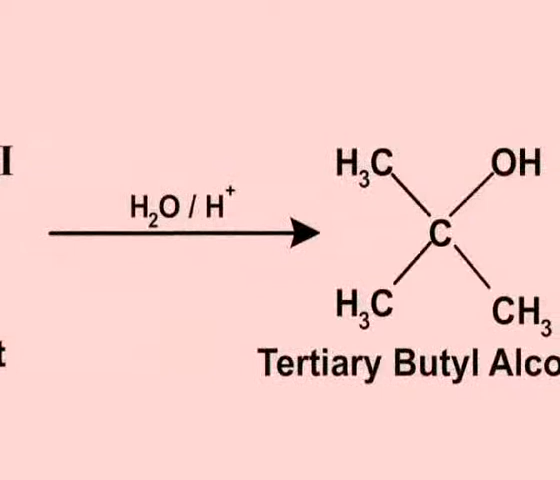 I
H₃C OH
H₂O / H⁺
C
H₃C CH₃
t
Tertiary Butyl Alco